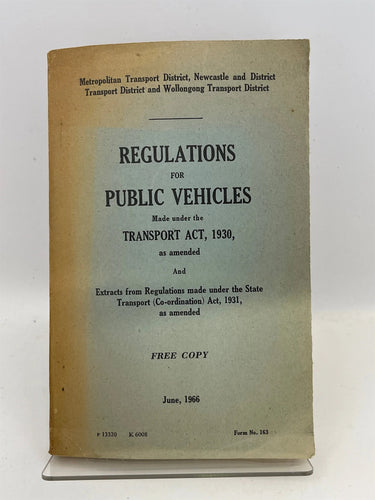 Metropolitan Transport District, Newcastle and District
Transport District and Wollongong Transport District
REGULATIONS
FOR
PUBLIC VEHICLES
Made under the
TRANSPORT ACT, 1930,
as amended
And
Extracts from Regulations made under the State
Transport (Co-ordination) Act, 1931,
as amended
FREE COPY
June, 1966
P 13320 K 6008 Form No. 163